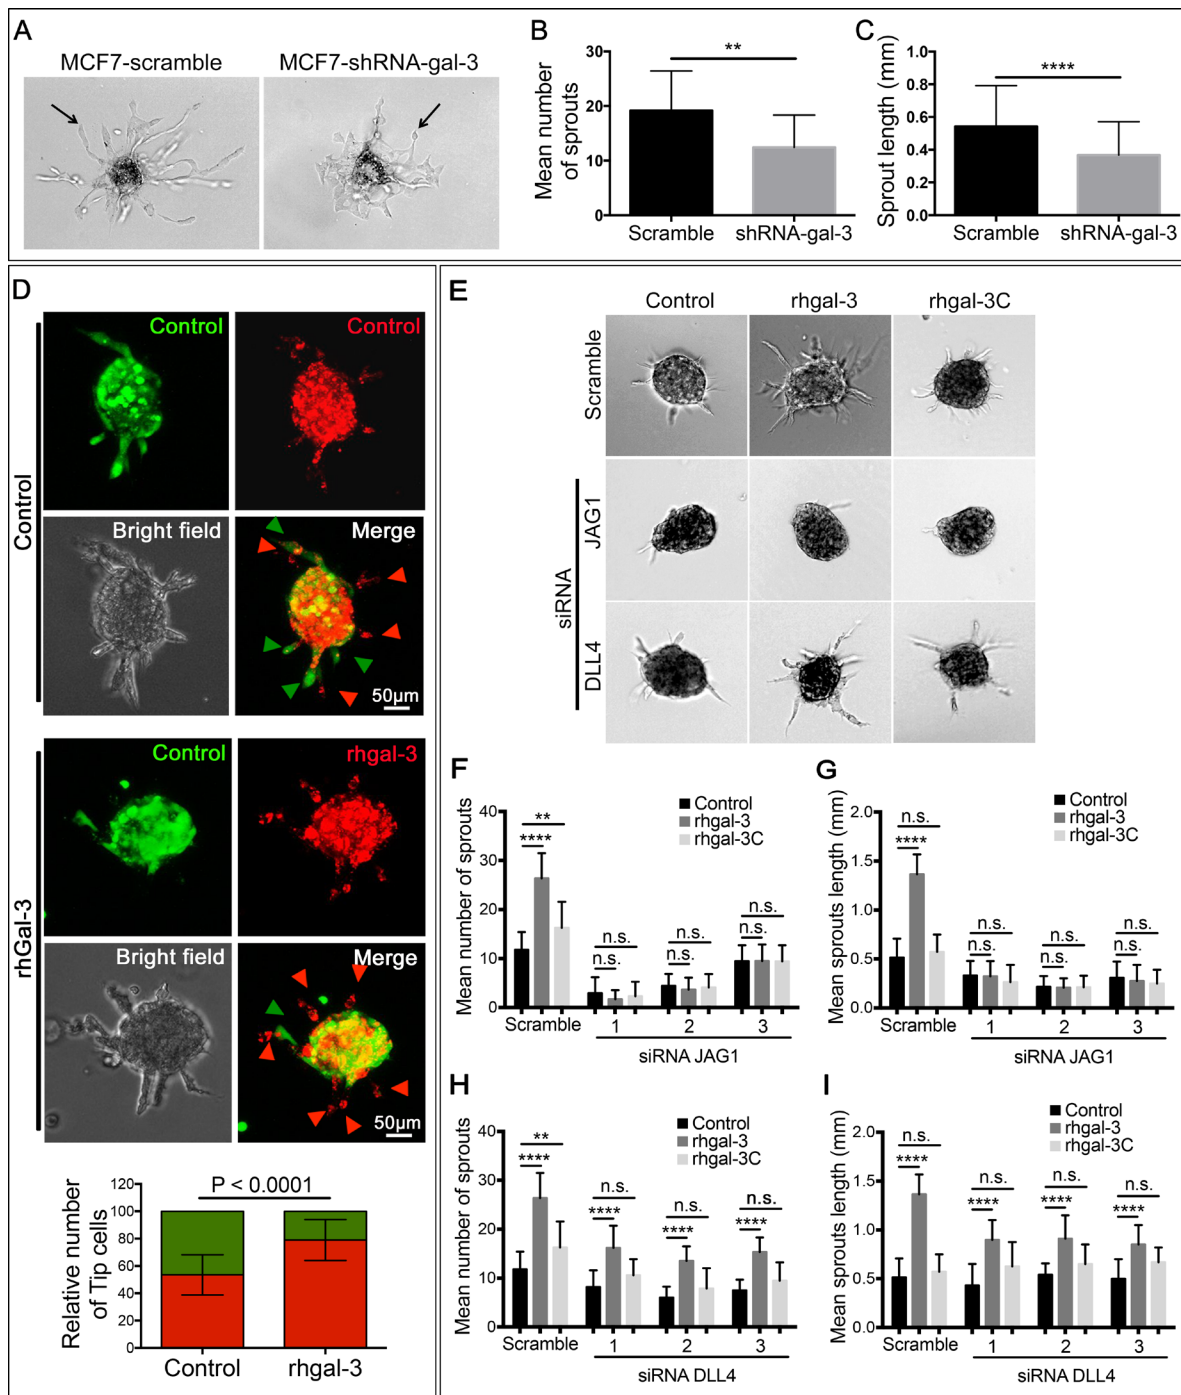 A
MCF7-scramble
MCF7-shRNA-gal-3
B
Mean number
of sprouts
30
20
10
0
**
Scramble
shRNA-gal-3
C
Sprout length (mm)
1.0
0.8
0.6
0.4
0.2
0.0
****
Scramble
shRNA-gal-3
D
Control
Control
Control
Bright field
Merge
50µm
rhGal-3
Control
rhgal-3
Bright field
Merge
50µm
Relative number
of Tip cells
120
100
80
60
40
20
0
P < 0.0001
Control
rhgal-3
E
Control
rhgal-3
rhgal-3C
Scramble
siRNA
JAG1
DLL4
F
Mean number of sprouts
40
30
20
10
0
Control
rhgal-3
rhgal-3C
**
****
n.s.
n.s.
n.s.
n.s.
n.s.
n.s.
Scramble
1
2
3
siRNA JAG1
G
Mean sprouts length (mm)
2.0
1.5
1.0
0.5
0.0
Control
rhgal-3
rhgal-3C
n.s.
****
n.s.
n.s.
n.s.
n.s.
n.s.
n.s.
Scramble
1
2
3
siRNA JAG1
H
Mean number of sprouts
40
30
20
10
0
Control
rhgal-3
rhgal-3C
**
****
n.s.
****
n.s.
****
n.s.
****
Scramble
1
2
3
siRNA DLL4
I
Mean sprouts length (mm)
2.0
1.5
1.0
0.5
0.0
Control
rhgal-3
rhgal-3C
n.s.
****
n.s.
****
n.s.
****
n.s.
****
Scramble
1
2
3
siRNA DLL4